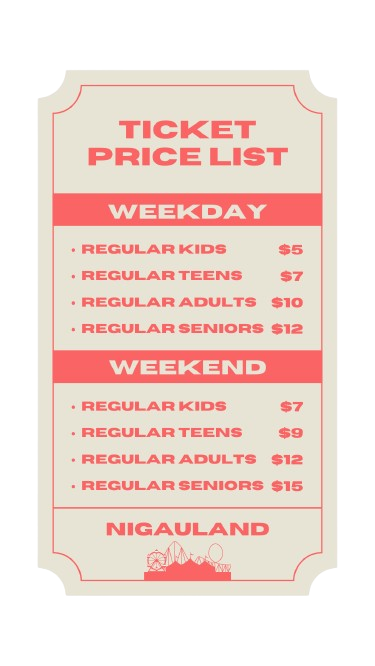 TICKET
PRICE LIST
WEEKDAY
• REGULAR KIDS $5
• REGULAR TEENS $7
• REGULAR ADULTS $10
• REGULAR SENIORS $12
WEEKEND
• REGULAR KIDS $7
• REGULAR TEENS $9
• REGULAR ADULTS $12
• REGULAR SENIORS $15
NIGAULAND